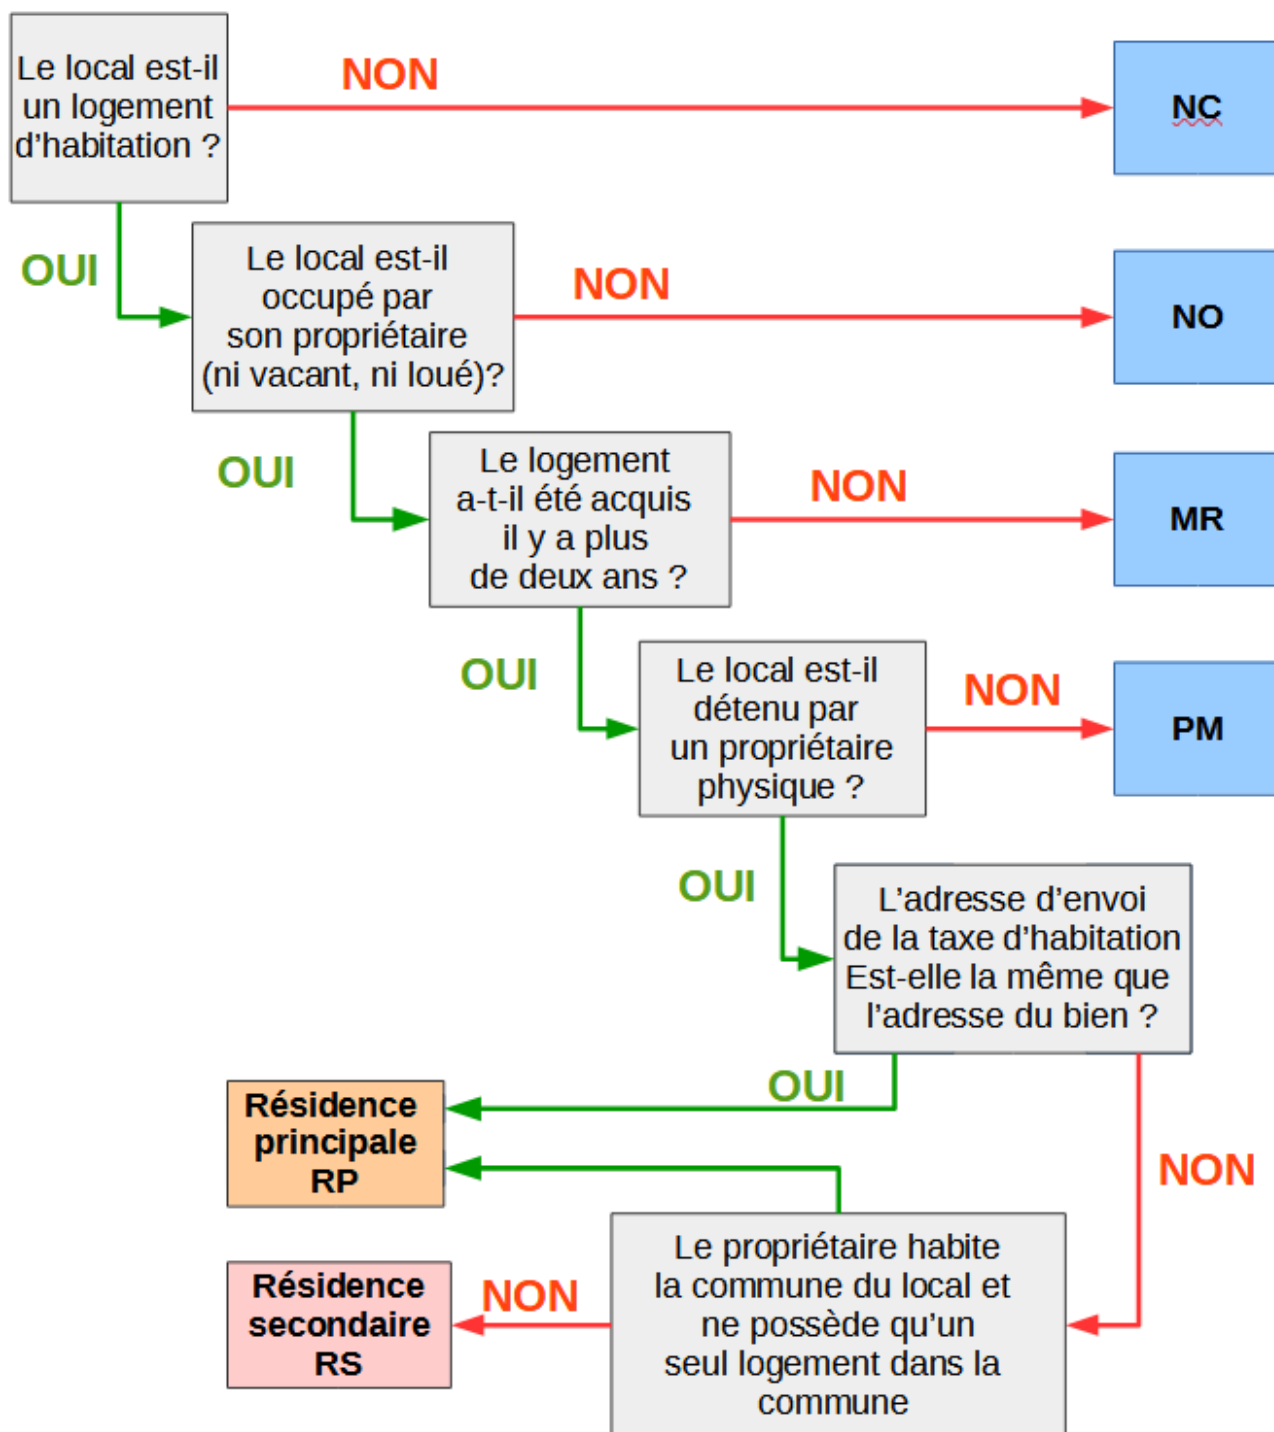 Le local est-il
un logement
d'habitation ?
NON
NC
OUI
Le local est-il
occupé par
son propriétaire
(ni vacant, ni loué)?
NON
NO
OUI
Le logement
a-t-il été acquis
il y a plus
de deux ans ?
NON
MR
OUI
Le local est-il
détenu par
un propriétaire
physique ?
NON
PM
OUI
L'adresse d'envoi
de la taxe d'habitation
Est-elle la même que
l'adresse du bien ?
OUI
Résidence
principale
RP
NON
Le propriétaire habite
la commune du local et
ne possède qu'un
seul logement dans la
commune
NON
Résidence
secondaire
RS